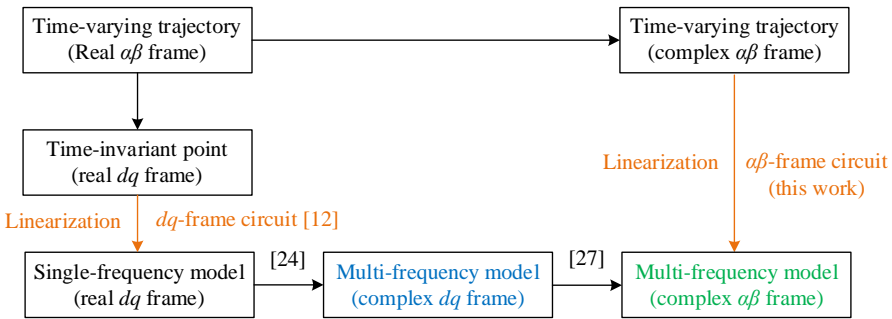 Time-varying trajectory
(Real αβ frame)
Time-varying trajectory
(complex αβ frame)
Time-invariant point
(real dq frame)
Linearization
αβ-frame circuit
(this work)
Linearization
dq-frame circuit [12]
Single-frequency model
(real dq frame)
[24]
Multi-frequency model
(complex dq frame)
[27]
Multi-frequency model
(complex αβ frame)